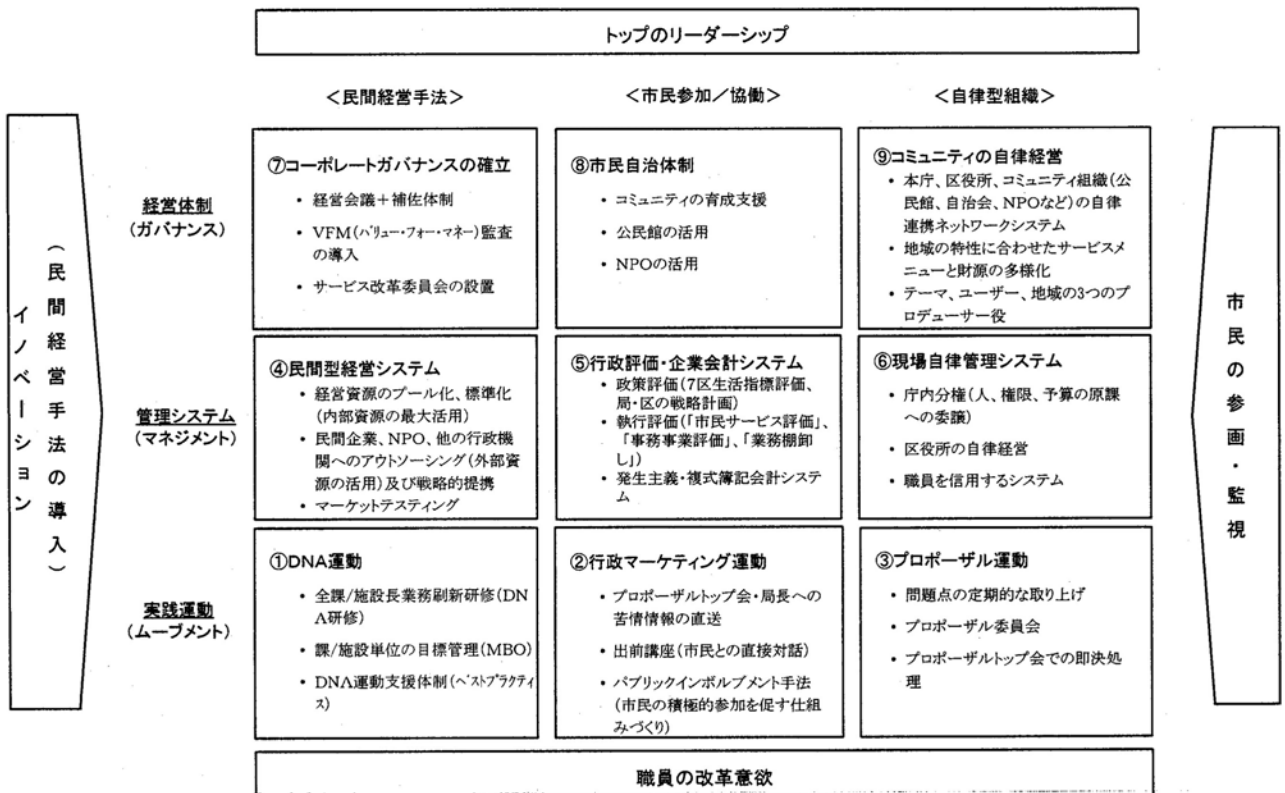 トップのリーダーシップ
＜民間経営手法＞
＜市民参加／協働＞
＜自律型組織＞
イノベーション
（民間経営手法の導入）
経営体制
(ガバナンス)
⑦コーポレートガバナンスの確立
• 経営会議＋補佐体制
• VFM(バリュー・フォー・マネー)監査
の導入
• サービス改革委員会の設置
⑧市民自治体制
• コミュニティの育成支援
• 公民館の活用
• NPOの活用
⑨コミュニティの自律経営
• 本庁、区役所、コミュニティ組織(公
民館、自治会、NPOなど)の自律
連携ネットワークシステム
• 地域の特性に合わせたサービスメ
ニューと財源の多様化
• テーマ、ユーザー、地域の3つのプ
ロデューサー役
管理システム
(マネジメント)
④民間型経営システム
• 経営資源のプール化、標準化
(内部資源の最大活用)
• 民間企業、NPO、他の行政機
関へのアウトソーシング(外部資
源の活用)及び戦略的提携
• マーケットテスティング
⑤行政評価・企業会計システム
• 政策評価(7区生活指標評価、
局・区の戦略計画)
• 執行評価(「市民サービス評価」、
「事務事業評価」、「業務棚卸
し」)
• 発生主義・複式簿記会計システ
ム
⑥現場自律管理システム
• 庁内分権(人、権限、予算の原課
への委譲)
• 区役所の自律経営
• 職員を信用するシステム
実践運動
(ムーブメント)
①DNA運動
• 全課/施設長業務刷新研修(DN
A研修)
• 課/施設単位の目標管理(MBO)
• DNA運動支援体制(ベストプラクティ
ス)
②行政マーケティング運動
• プロポーザルトップ会・局長への
苦情情報の直送
• 出前講座(市民との直接対話)
• パブリックインボルブメント手法
(市民の積極的参加を促す仕組
みづくり)
③プロポーザル運動
• 問題点の定期的な取り上げ
• プロポーザル委員会
• プロポーザルトップ会での即決処
理
市民の参画・監視
職員の改革意欲